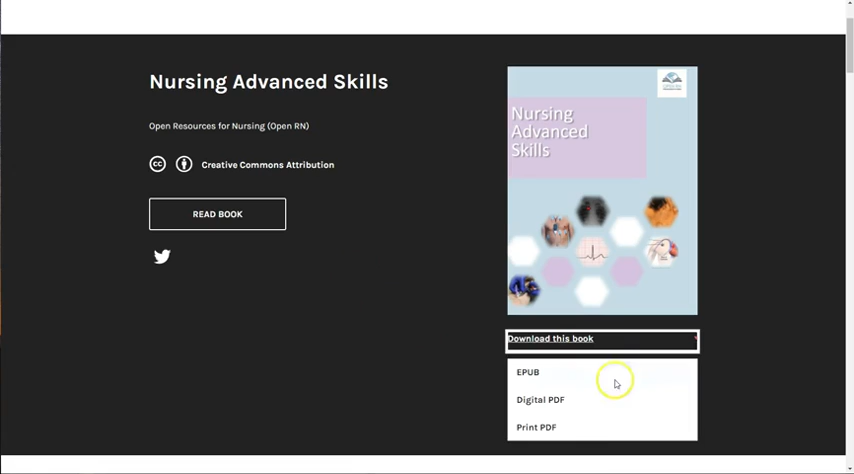 Nursing Advanced Skills
Open Resources for Nursing (Open RN)
Creative Commons Attribution
READ BOOK
Nursing
Advanced
Skills
Download this book
EPUB
Digital PDF
Print PDF